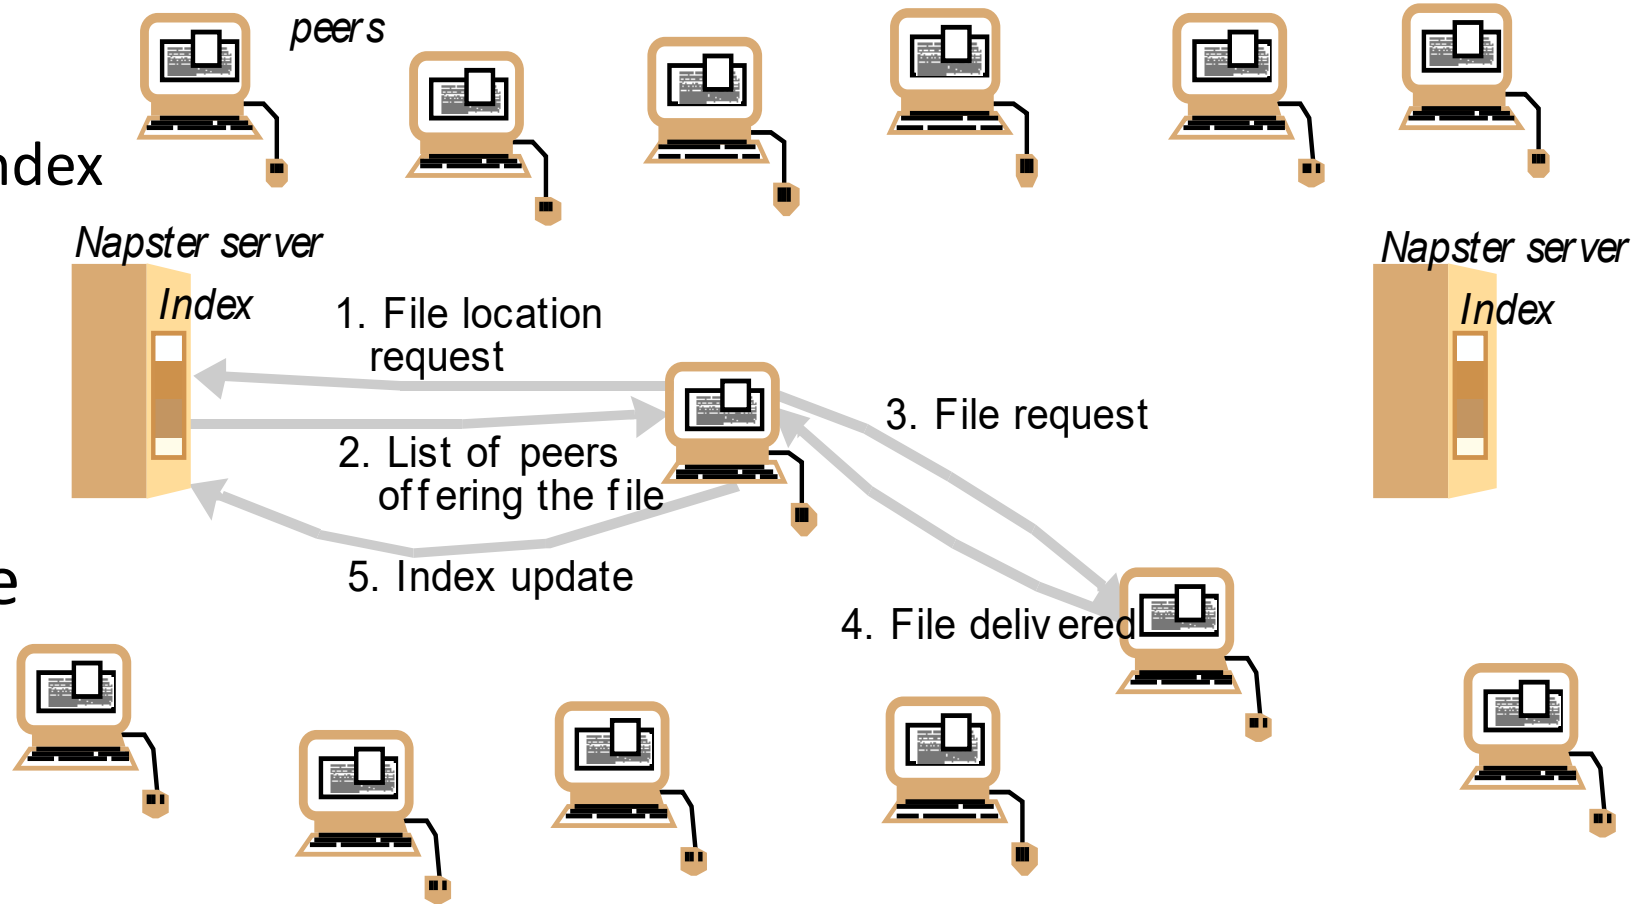 peers
ndex
Napster server
Index
Napster server
Index
1. File location
request
3. File request
2. List of peers
offering the file
5. Index update
e
4. File delivered